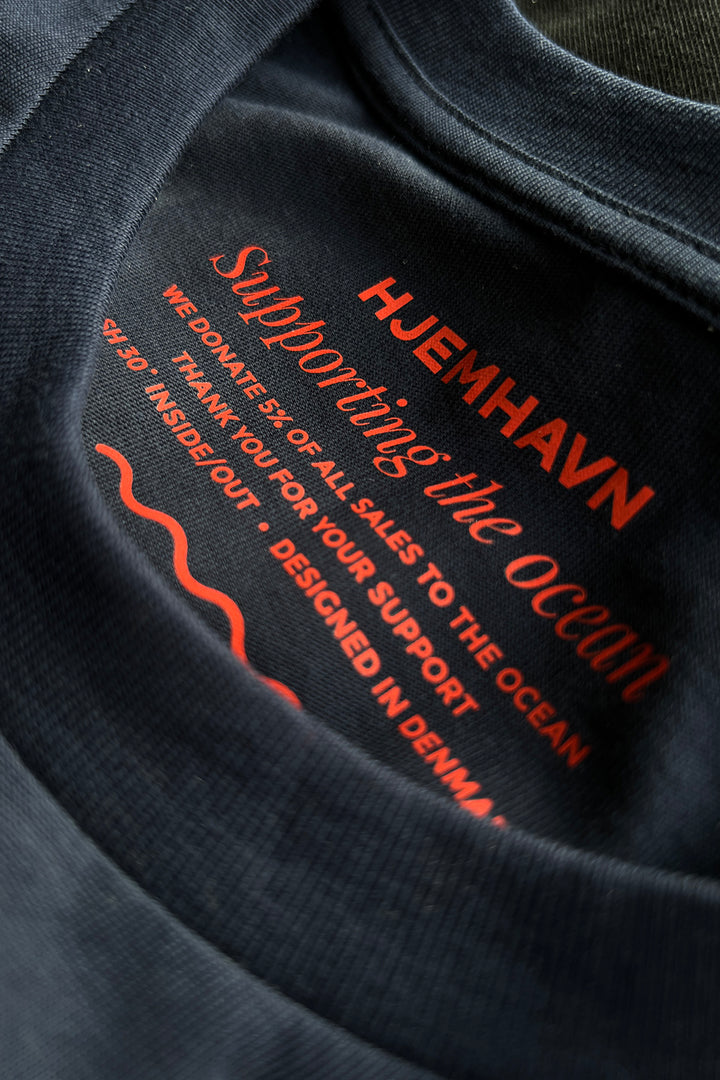 HJEMHAVN
Supporting the ocean
WE DONATE 5% OF ALL SALES TO THE OCEAN
THANK YOU FOR YOUR SUPPORT
SH 30° INSIDE/OUT • DESIGNED IN DENMA